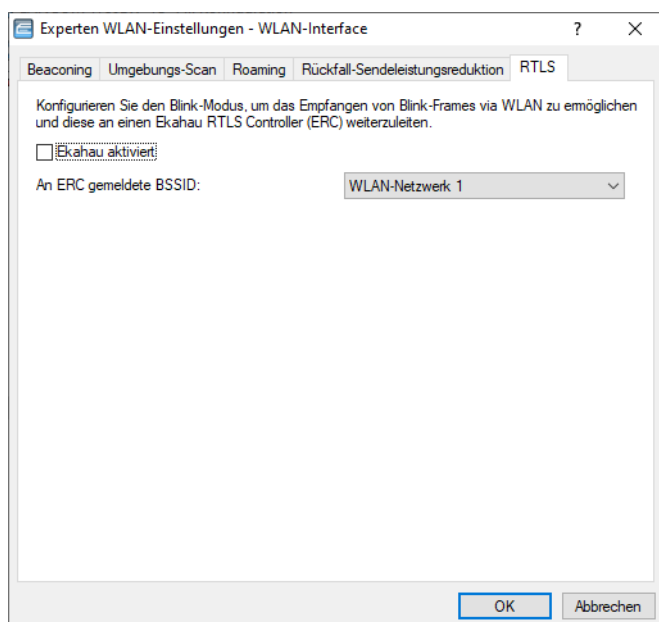 Experten WLAN-Einstellungen - WLAN-Interface ?
Beaconing Umgebungs-Scan Roaming Rückfall-Sendeleistungsreduktion RTLS
Konfigurieren Sie den Blink-Modus, um das Empfangen von Blink-Frames via WLAN zu ermöglichen
und diese an einen Ekahau RTLS Controller (ERC) weiterzuleiten.
Ekahau aktiviert
An ERC gemeldete BSSID: WLAN-Netzwerk 1
OK Abbrechen